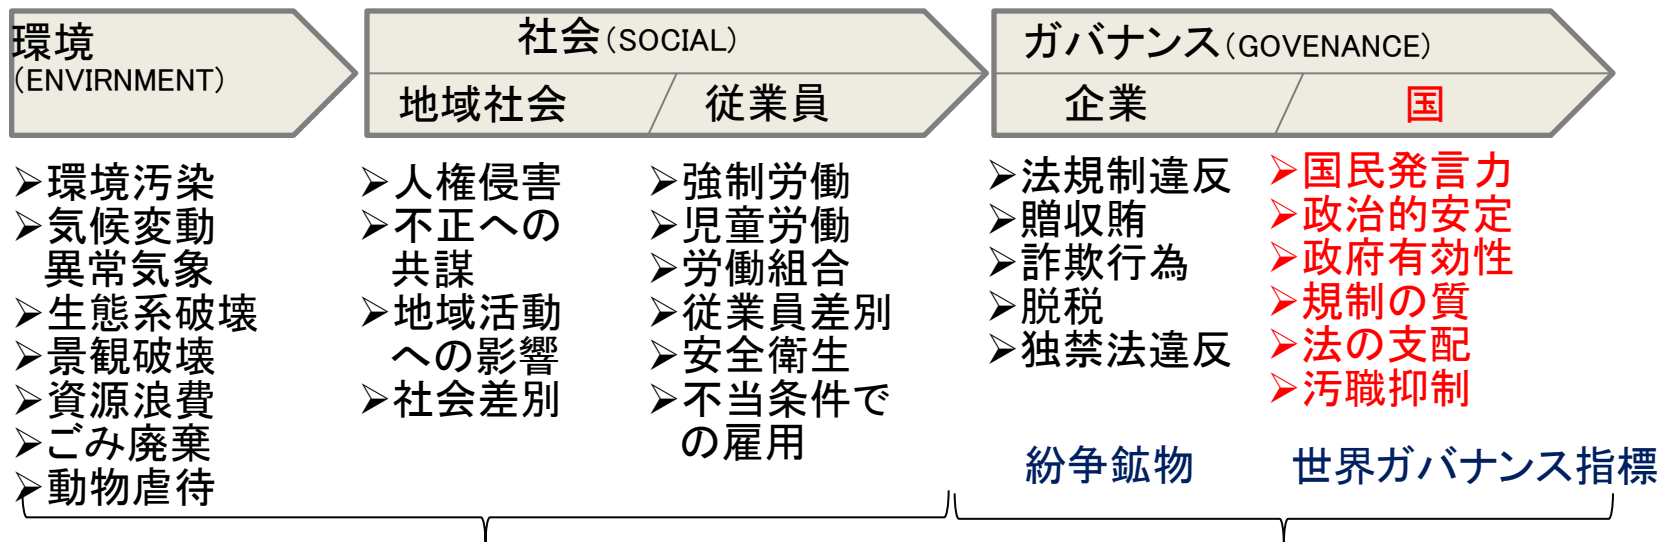 環境
(ENVIRNMENT)
社会(SOCIAL)
地域社会
従業員
ガバナンス(GOVENANCE)
企業
国
➢環境汚染
➢気候変動
異常気象
➢生態系破壊
➢景観破壊
➢資源浪費
➢ごみ廃棄
➢動物虐待
➢人権侵害
➢不正への
共謀
➢地域活動
への影響
➢社会差別
➢強制労働
➢児童労働
➢労働組合
➢従業員差別
➢安全衛生
➢不当条件で
の雇用
➢法規制違反
➢贈収賄
➢詐欺行為
➢脱税
➢独禁法違反
➢国民発言力
➢政治的安定
➢政府有効性
➢規制の質
➢法の支配
➢汚職抑制
紛争鉱物
世界ガバナンス指標